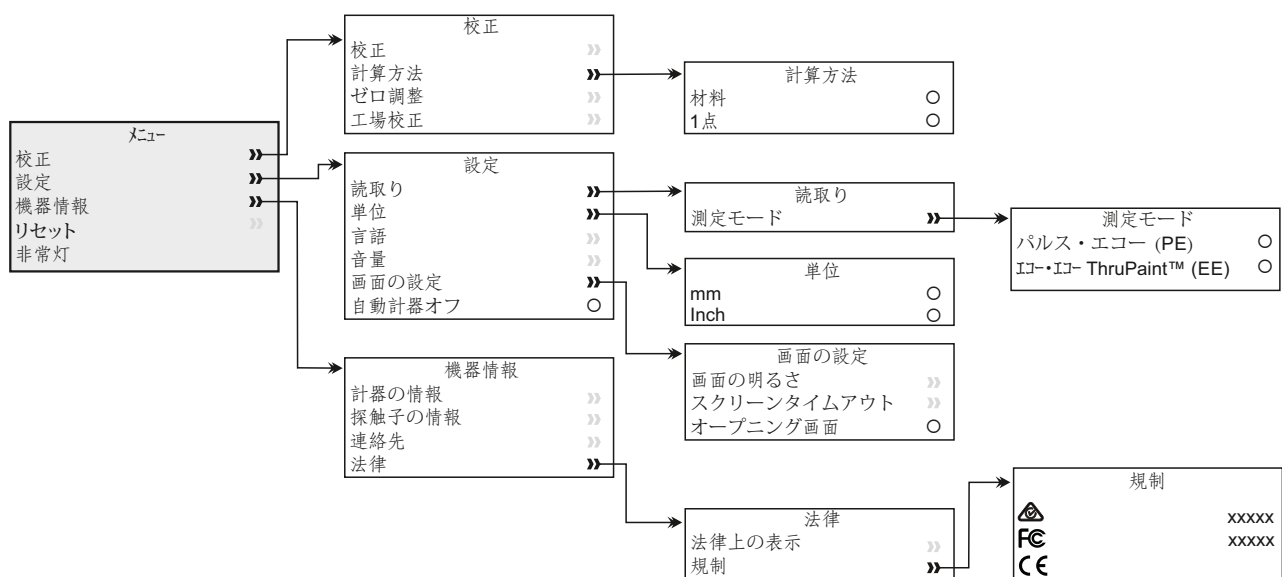 メニュー
校正
設定
機器情報
リセット
非常灯
校正
校正
計算方法
ゼロ調整
工場校正
計算方法
材料
1点
設定
読取り
単位
言語
音量
画面の設定
自動計器オフ
読取り
測定モード
測定モード
パルス・エコー (PE)
エコー・エコー ThruPaint™ (EE)
単位
mm
Inch
画面の設定
画面の明るさ
スクリーンタイムアウト
オープニング画面
機器情報
計器の情報
探触子の情報
連絡先
法律
法律
法律上の表示
規制
規制
xxxxx
FC xxxxx
CE